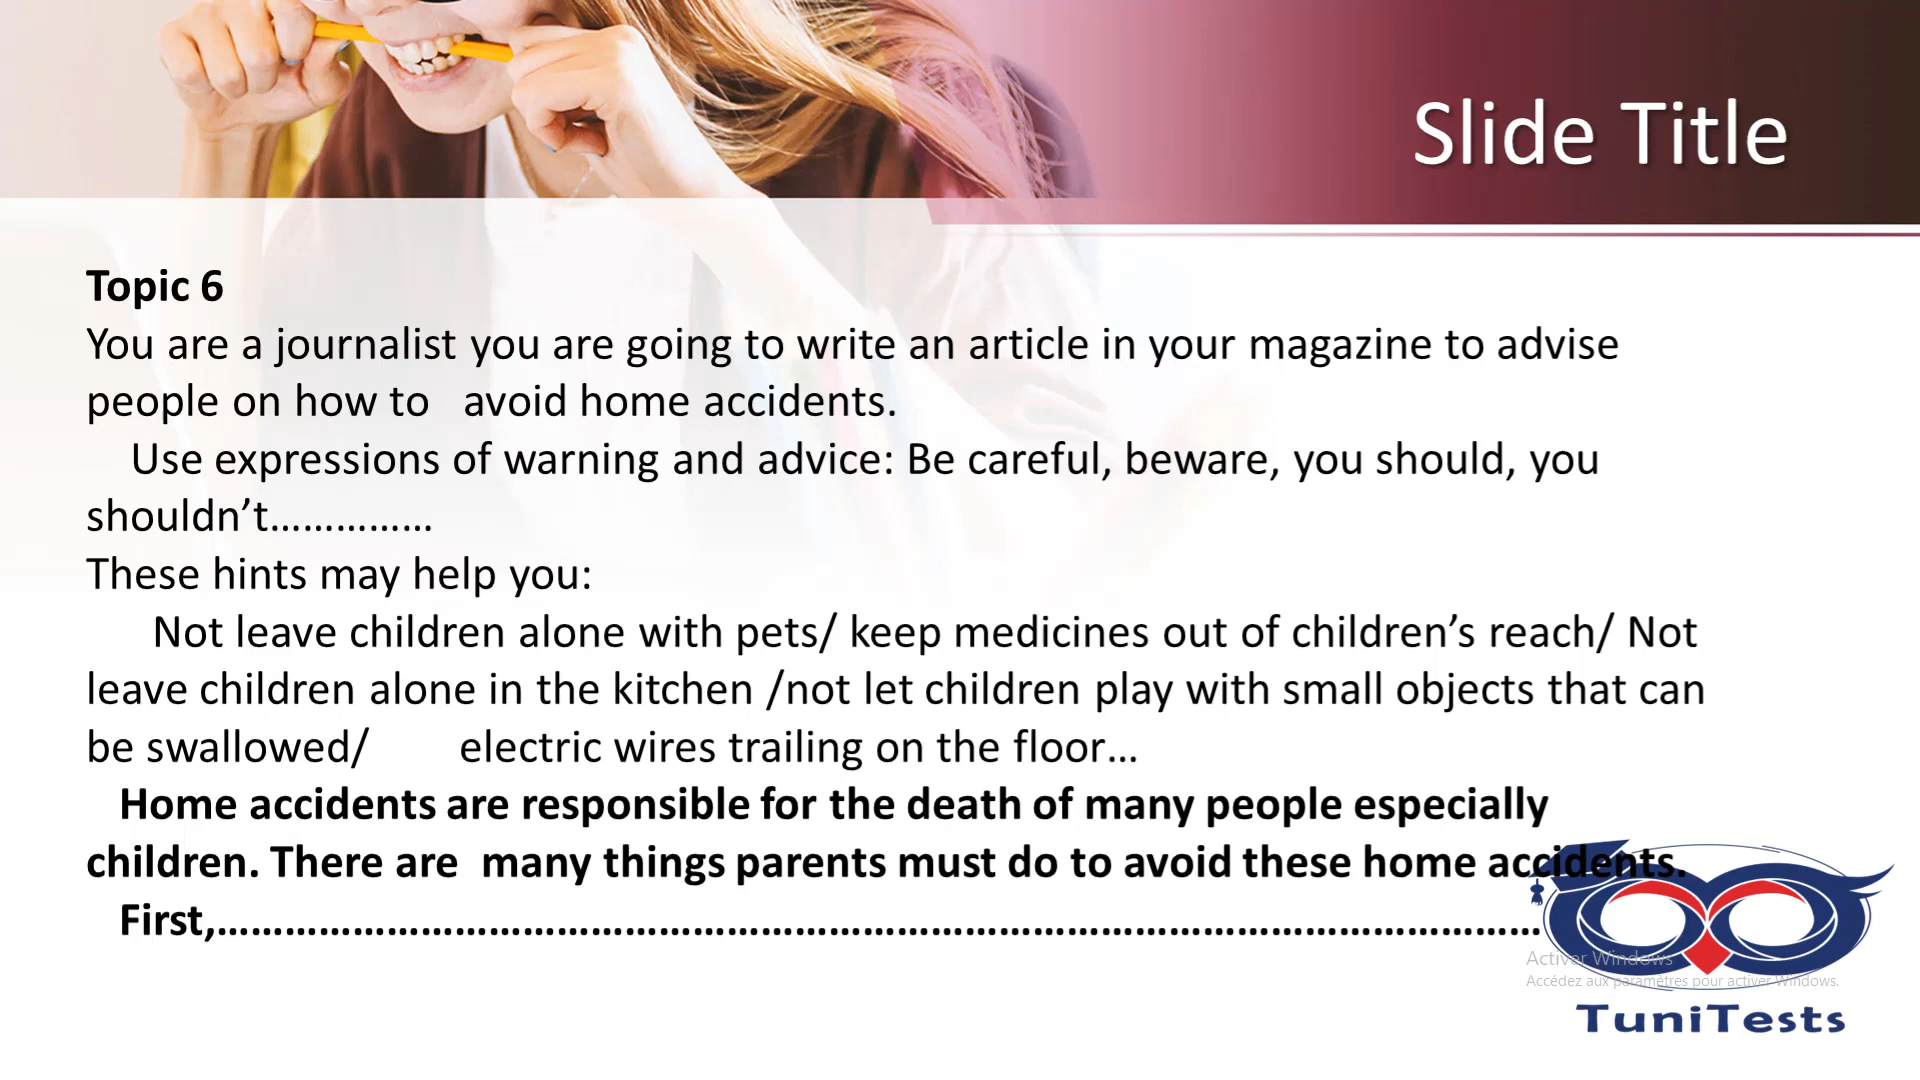 Slide Title
Topic 6
You are a journalist you are going to write an article in your magazine to advise
people on how to avoid home accidents.
Use expressions of warning and advice: Be careful, beware, you should, you
shouldn’t……………
These hints may help you:
Not leave children alone with pets/ keep medicines out of children’s reach/ Not
leave children alone in the kitchen /not let children play with small objects that can
be swallowed/ electric wires trailing on the floor…
Home accidents are responsible for the death of many people especially
children. There are many things parents must do to avoid these home accidents.
First,………………………………………………………………………………………………………
Activer Windows
Accédez aux paramètres pour activer Windows.
TuniTests